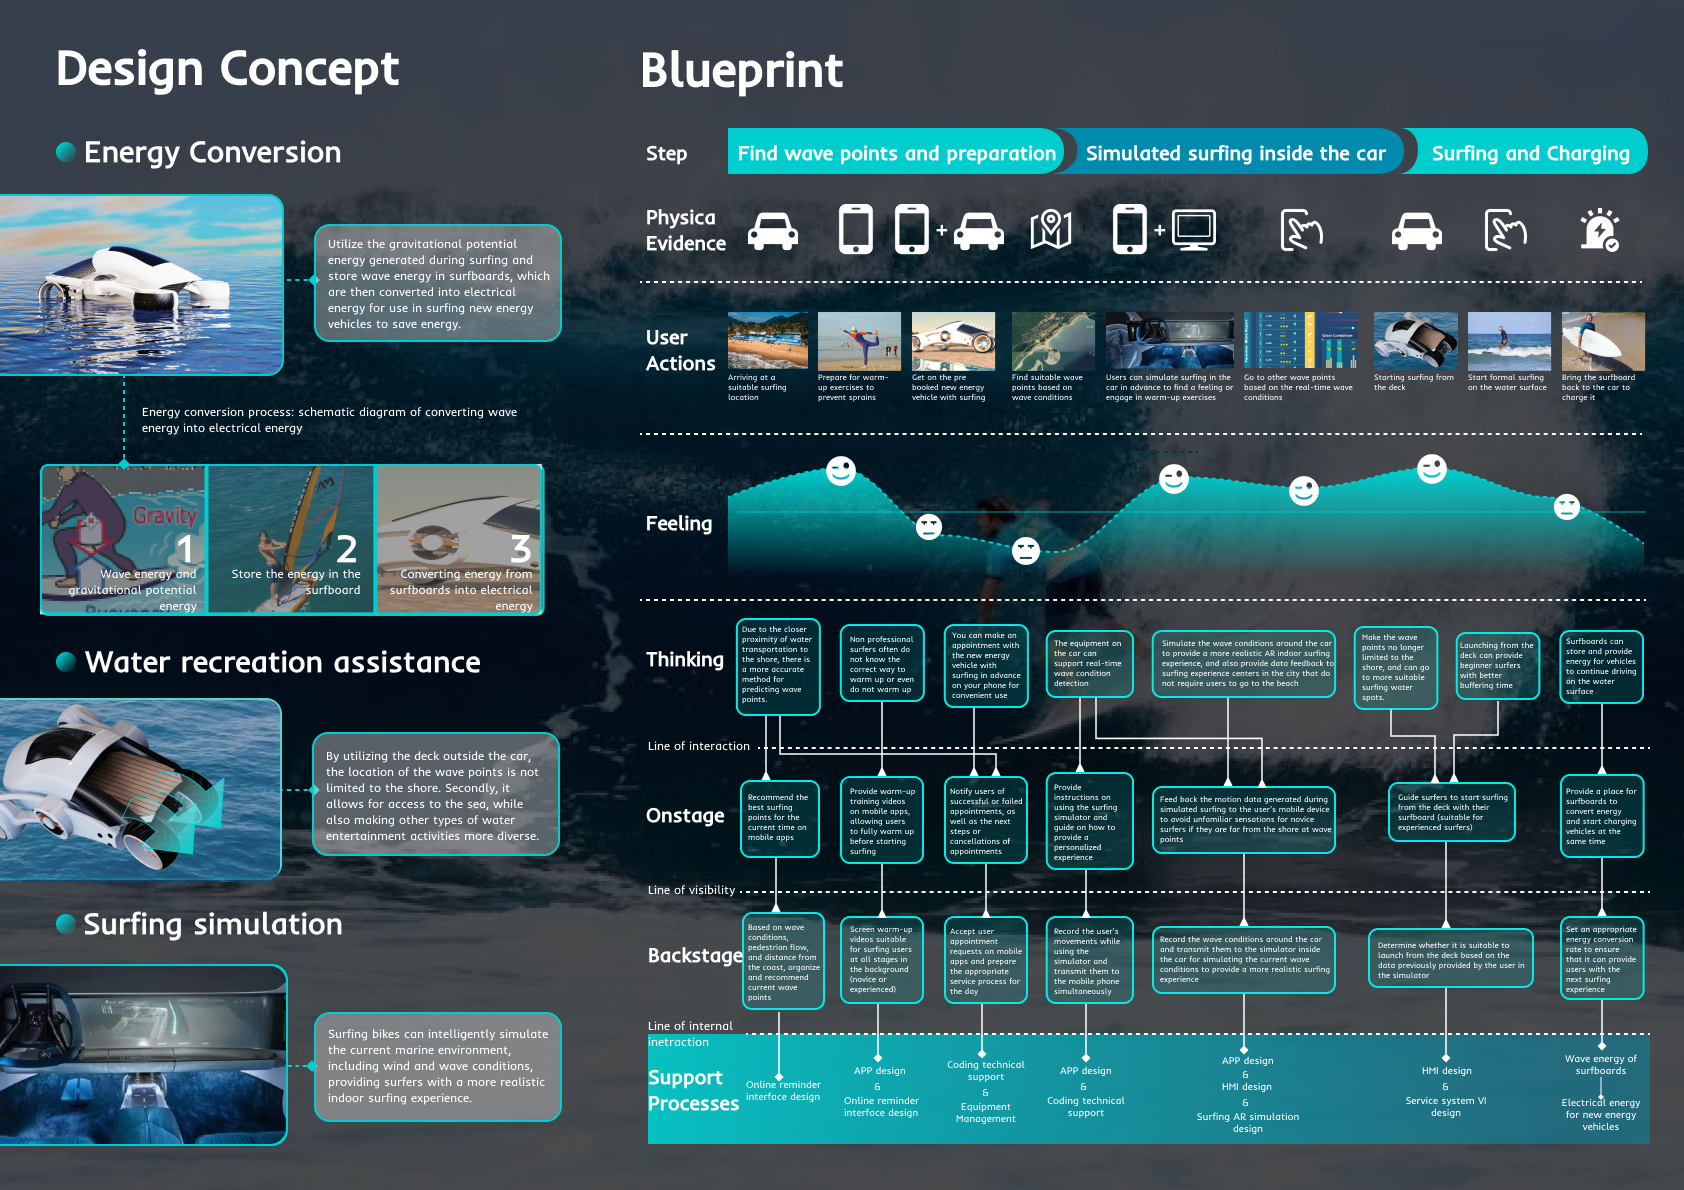 Design Concept
Energy Conversion
Utilize the gravitational potential
energy generated during surfing and
store wave energy in surfboards, which
are then converted into electrical
energy for use in surfing new energy
vehicles to save energy.
Energy conversion process: schematic diagram of converting wave
energy into electrical energy
Gravity
1
Wave energy and
gravitational potential
energy
2
Store the energy in the
surfboard
3
Converting energy from
surfboards into electrical
energy
Water recreation assistance
By utilizing the deck outside the car,
the location of the wave points is not
limited to the shore. Secondly, it
allows for access to the sea, while
also making other types of water
entertainment activities more diverse.
Surfing simulation
Surfing bikes can intelligently simulate
the current marine environment,
including wind and wave conditions,
providing surfers with a more realistic
indoor surfing experience.
Blueprint
Step
Find wave points and preparation
Simulated surfing inside the car
Surfing and Charging
Physica
Evidence
+
+
User
Actions
Arriving at a
suitable surfing
location
Prepare for warm-
up exercises to
prevent sprains
Get on the pre
booked new energy
vehicle with surfing
Find suitable wave
points based on
wave conditions
Users can simulate surfing in the
car in advance to find a feeling or
engage in warm-up exercises
Go to other wave points
based on the real-time wave
conditions
Starting surfing from
the deck
Start formal surfing
on the water surface
Bring the surfboard
back to the car to
charge it
Feeling
Thinking
Due to the closer
proximity of water
transportation to
the shore, there is
a more accurate
method for
predicting wave
points.
Non professional
surfers often do
not know the
correct way to
warm up or even
do not warm up
You can make an
appointment with
the new energy
vehicle with
surfing in advance
on your phone for
convenient use
The equipment on
the car can
support real-time
wave condition
detection
Simulate the wave conditions around the car
to provide a more realistic AR indoor surfing
experience, and also provide data feedback to
surfing experience centers in the city that do
not require users to go to the beach
Make the wave
points no longer
limited to the
shore, and can go
to more suitable
surfing water
spots.
Launching from the
deck can provide
beginner surfers
with better
buffering time
Surfboards can
store and provide
energy for vehicles
to continue driving
on the water
surface
Line of interaction
Onstage
Recommend the
best surfing
points for the
current time on
mobile apps
Provide warm-up
training videos
on mobile apps,
allowing users
to fully warm up
before starting
surfing
Notify users of
successful or failed
appointments, as
well as the next
steps or
cancellations of
appointments
Provide
instructions on
using the surfing
simulator and
guide on how to
provide a
personalized
experience
Feed back the motion data generated during
simulated surfing to the user's mobile device
to avoid unfamiliar sensations for novice
surfers if they are far from the shore at wave
points
Guide surfers to start surfing
from the deck with their
surfboard (suitable for
experienced surfers)
Provide a place for
surfboards to
convert energy
and start charging
vehicles at the
same time
Line of visibility
Backstage
Based on wave
conditions,
pedestrian flow,
and distance from
the coast, organize
and recommend
current wave
points
Screen warm-up
videos suitable
for surfing users
at all stages in
the background
(novice or
experienced)
Accept user
appointment
requests on mobile
apps and prepare
the appropriate
service process for
the day
Record the user's
movements while
using the
simulator and
transmit them to
the mobile phone
simultaneously
Record the wave conditions around the car
and transmit them to the simulator inside
the car for simulating the current wave
conditions to provide a more realistic surfing
experience
Determine whether it is suitable to
launch from the deck based on the
data previously provided by the user in
the simulator
Set an appropriate
energy conversion
rate to ensure
that it can provide
users with the
next surfing
experience
Line of internal
inetraction
Support
Processes
Online reminder
interface design
APP design
&
Online reminder
interface design
Coding technical
support
&
Equipment
Management
APP design
&
Coding technical
support
APP design
&
HMI design
&
Surfing AR simulation
design
HMI design
&
Service system VI
design
Wave energy of
surfboards
Electrical energy
for new energy
vehicles